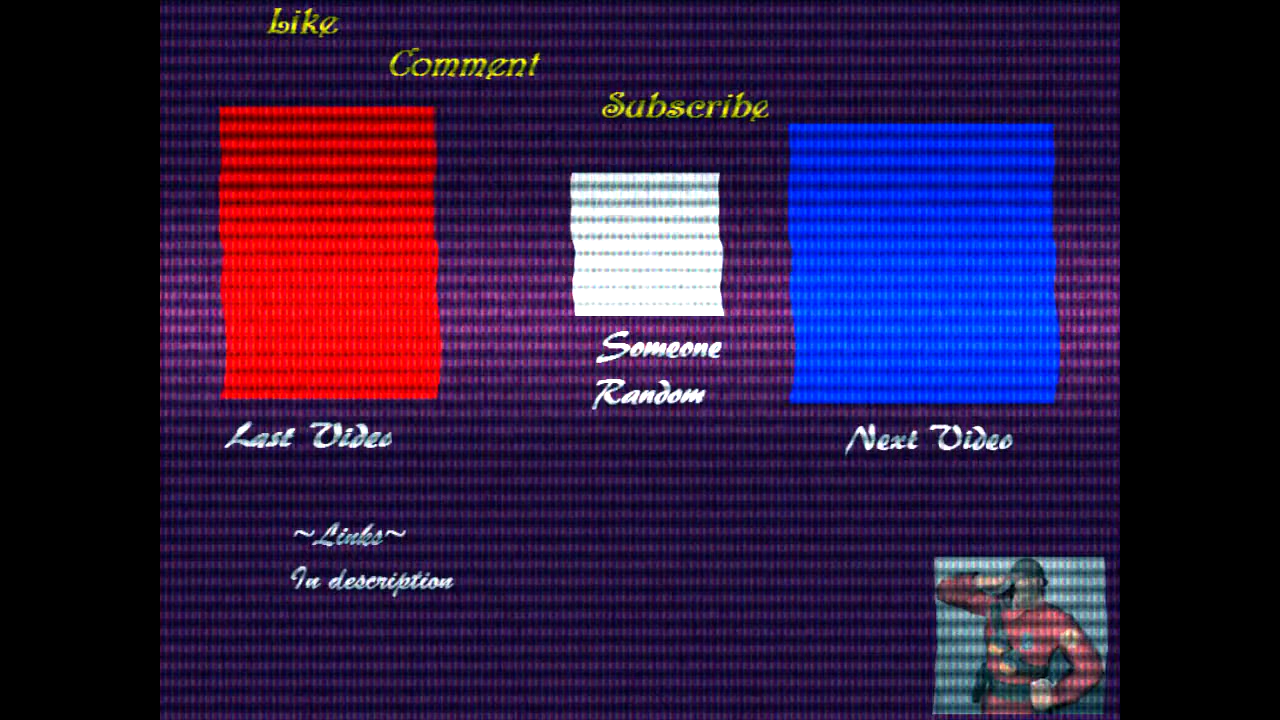 Like
Comment
Subscribe
Someone
Random
Last Video
Next Video
~Links~
In description